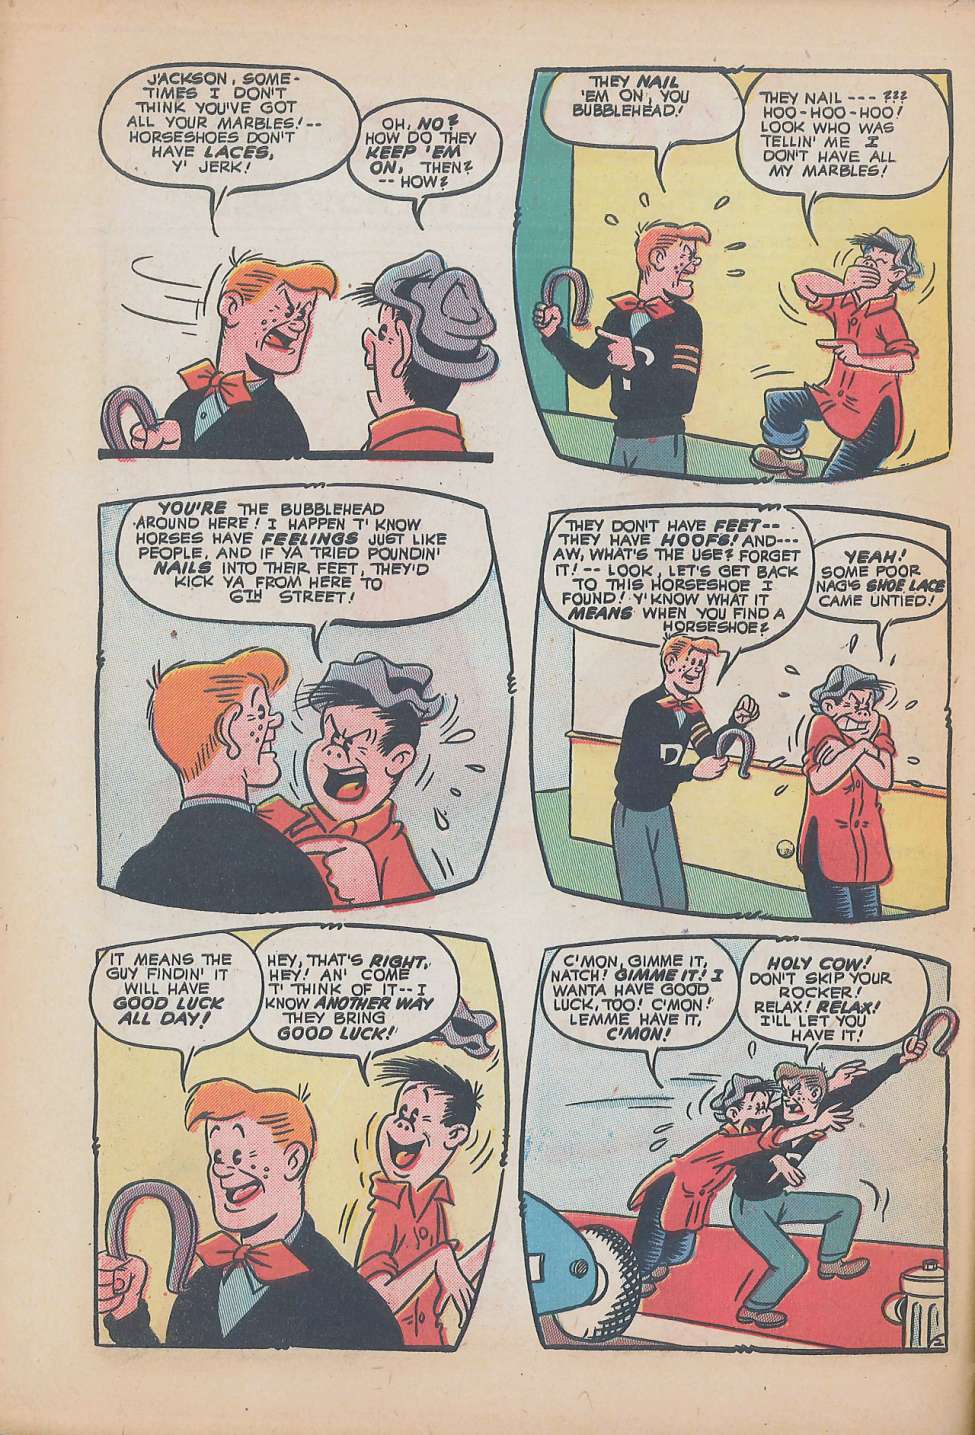 JACKSON, SOME-
TIMES I DON'T
THINK YOU'VE GOT
ALL YOUR MARBLES!--
HORSESHOES DON'T
HAVE LACES,
Y' JERK!
OH, NO?
HOW DO THEY
KEEP 'EM
ON, THEN?
-- HOW?
THEY NAIL
'EM ON, YOU
BUBBLEHEAD!
THEY NAIL --- ???
HOO-HOO-HOO!
LOOK WHO WAS
TELLIN' ME I
DON'T HAVE ALL
MY MARBLES!
P
YOU'RE THE BUBBLEHEAD
AROUND HERE! I HAPPEN T' KNOW
HORSES HAVE FEELINGS JUST LIKE
PEOPLE, AND IF YA TRIED POUNDIN'
NAILS INTO THEIR FEET, THEY'D
KICK YA FROM HERE TO
6TH STREET!
THEY DON'T HAVE FEET--
THEY HAVE HOOFS! AND---
AW, WHAT'S THE USE? FORGET
IT! -- LOOK, LET'S GET BACK
TO THIS HORSESHOE I
FOUND! Y' KNOW WHAT IT
MEANS WHEN YOU FIND A
HORSESHOE?
YEAH!
SOME POOR
NAG'S SHOE LACE
CAME UNTIED!
P
IT MEANS THE
GUY FINDIN' IT
WILL HAVE
GOOD LUCK
ALL DAY!
HEY, THAT'S RIGHT,
HEY! AN' COME
T' THINK OF IT-- I
KNOW ANOTHER WAY
THEY BRING
GOOD LUCK!
C'MON, GIMME IT,
NATCH! GIMME IT! I
WANTA HAVE GOOD
LUCK, TOO! C'MON!
LEMME HAVE IT,
C'MON!
HOLY COW!
DON'T SKIP YOUR
ROCKER!
RELAX! RELAX!
I'LL LET YOU
HAVE IT!
2